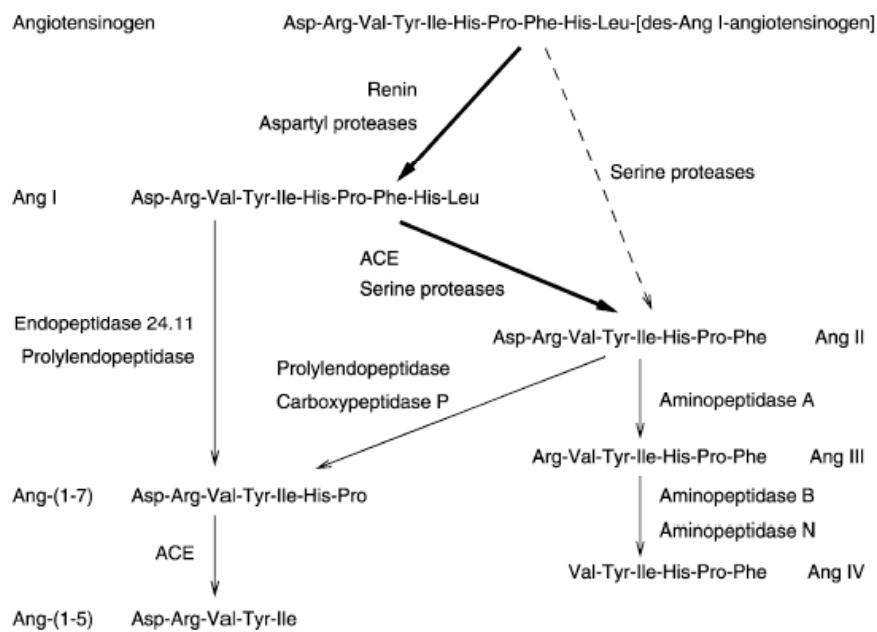 Angiotensinogen Asp-Arg-Val-Tyr-Ile-His-Pro-Phe-His-Leu-[des-Ang I-angiotensinogen]
Renin
Aspartyl proteases
Serine proteases
Ang I Asp-Arg-Val-Tyr-Ile-His-Pro-Phe-His-Leu
ACE
Serine proteases
Endopeptidase 24.11
Prolylendopeptidase
Asp-Arg-Val-Tyr-Ile-His-Pro-Phe Ang II
Prolylendopeptidase
Carboxypeptidase P
Aminopeptidase A
Arg-Val-Tyr-Ile-His-Pro-Phe Ang III
Ang-(1-7) Asp-Arg-Val-Tyr-Ile-His-Pro
Aminopeptidase B
Aminopeptidase N
ACE
Val-Tyr-Ile-His-Pro-Phe Ang IV
Ang-(1-5) Asp-Arg-Val-Tyr-Ile